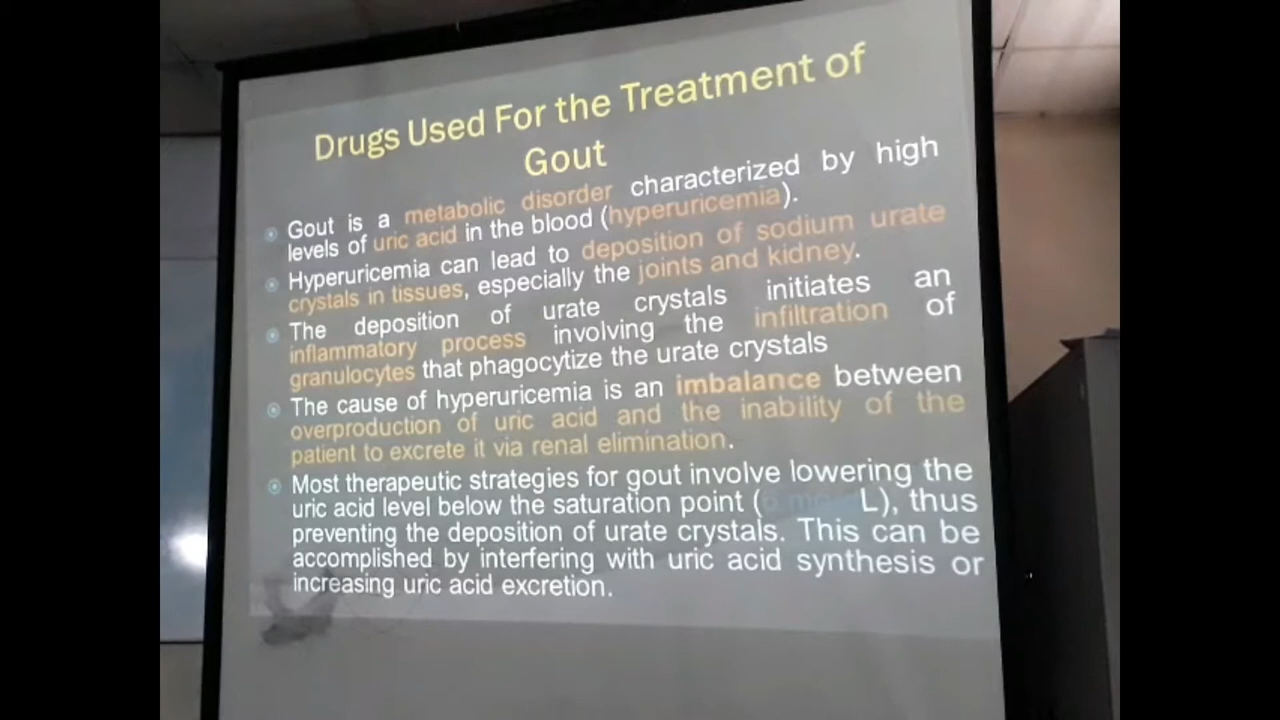 Drugs Used For the Treatment of
Gout
Gout is a metabolic disorder characterized by high
levels of uric acid in the blood (hyperuricemia).
Hyperuricemia can lead to deposition of sodium urate
crystals in tissues, especially the joints and kidney.
The deposition of urate crystals initiates an
inflammatory process involving the infiltration of
granulocytes that phagocytize the urate crystals
The cause of hyperuricemia is an imbalance between
overproduction of uric acid and the inability of the
patient to excrete it via renal elimination.
Most therapeutic strategies for gout involve lowering the
uric acid level below the saturation point ( L), thus
preventing the deposition of urate crystals. This can be
accomplished by interfering with uric acid synthesis or
increasing uric acid excretion.